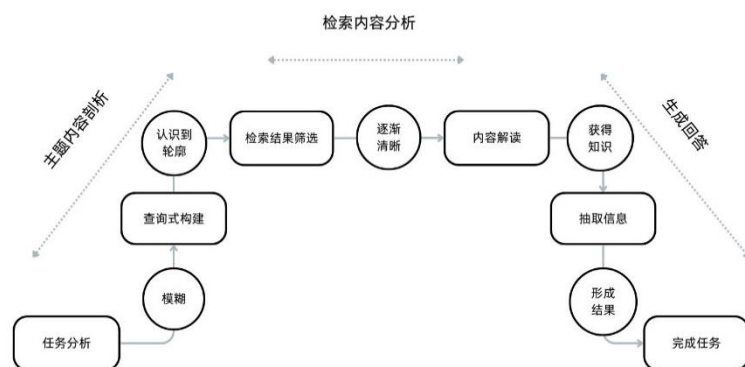 检索内容分析
主题内容剖析
生成回答
认识到
轮廓
检索结果筛选
逐渐
清晰
内容解读
获得
知识
查询式构建
抽取信息
模糊
形成
结果
任务分析
完成任务